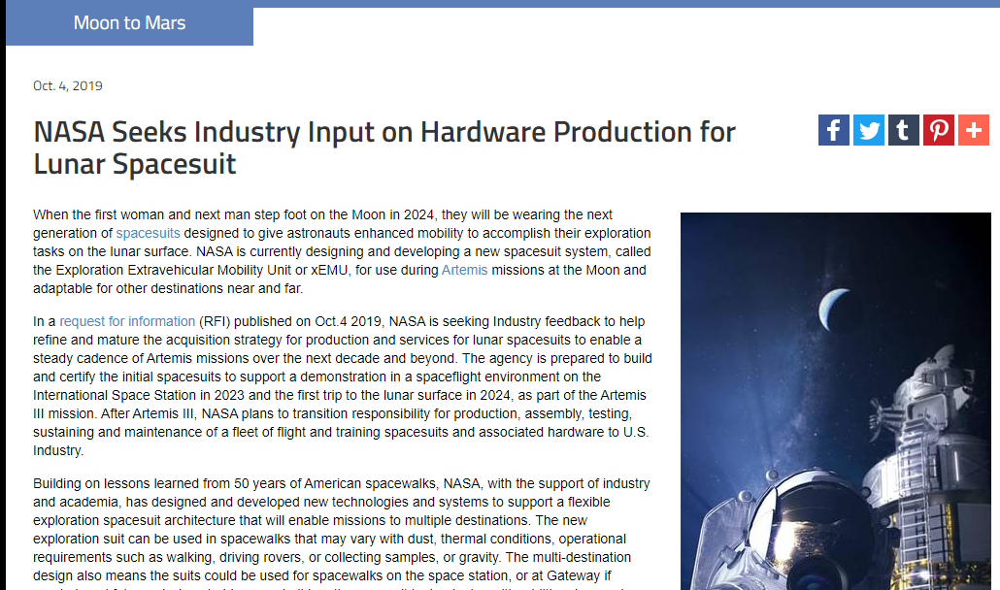 Moon to Mars
Oct. 4, 2019
NASA Seeks Industry Input on Hardware Production for
Lunar Spacesuit
When the first woman and next man step foot on the Moon in 2024, they will be wearing the next
generation of spacesuits designed to give astronauts enhanced mobility to accomplish their exploration
tasks on the lunar surface. NASA is currently designing and developing a new spacesuit system, called
the Exploration Extravehicular Mobility Unit or xEMU, for use during Artemis missions at the Moon and
adaptable for other destinations near and far.
In a request for information (RFI) published on Oct.4 2019, NASA is seeking Industry feedback to help
refine and mature the acquisition strategy for production and services for lunar spacesuits to enable a
steady cadence of Artemis missions over the next decade and beyond. The agency is prepared to build
and certify the initial spacesuits to support a demonstration in a spaceflight environment on the
International Space Station in 2023 and the first trip to the lunar surface in 2024, as part of the Artemis
III mission. After Artemis III, NASA plans to transition responsibility for production, assembly, testing,
sustaining and maintenance of a fleet of flight and training spacesuits and associated hardware to U.S.
Industry.
Building on lessons learned from 50 years of American spacewalks, NASA, with the support of industry
and academia, has designed and developed new technologies and systems to support a flexible
exploration spacesuit architecture that will enable missions to multiple destinations. The new
exploration suit can be used in spacewalks that may vary with dust, thermal conditions, operational
requirements such as walking, driving rovers, or collecting samples, or gravity. The multi-destination
design also means the suits could be used for spacewalks on the space station, or at Gateway if